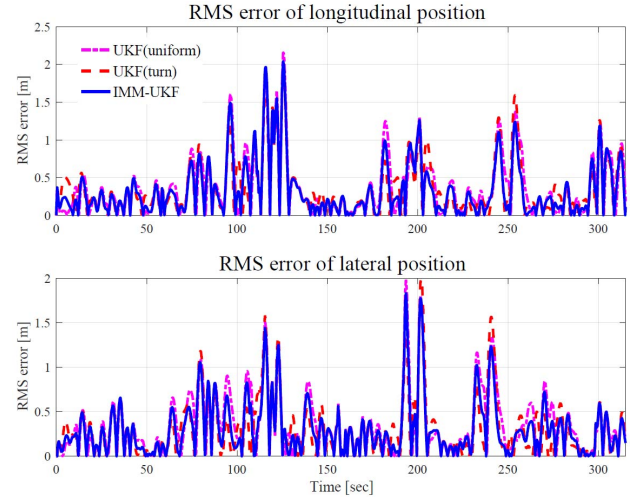 RMS error of longitudinal position
RMS error [m]
2.5
2
1.5
1
0.5
0
UKF(uniform)
UKF(turn)
IMM-UKF
0 50 100 150 200 250 300
RMS error of lateral position
RMS error [m]
2
1.5
1
0.5
0
0 50 100 150 200 250 300
Time [sec]